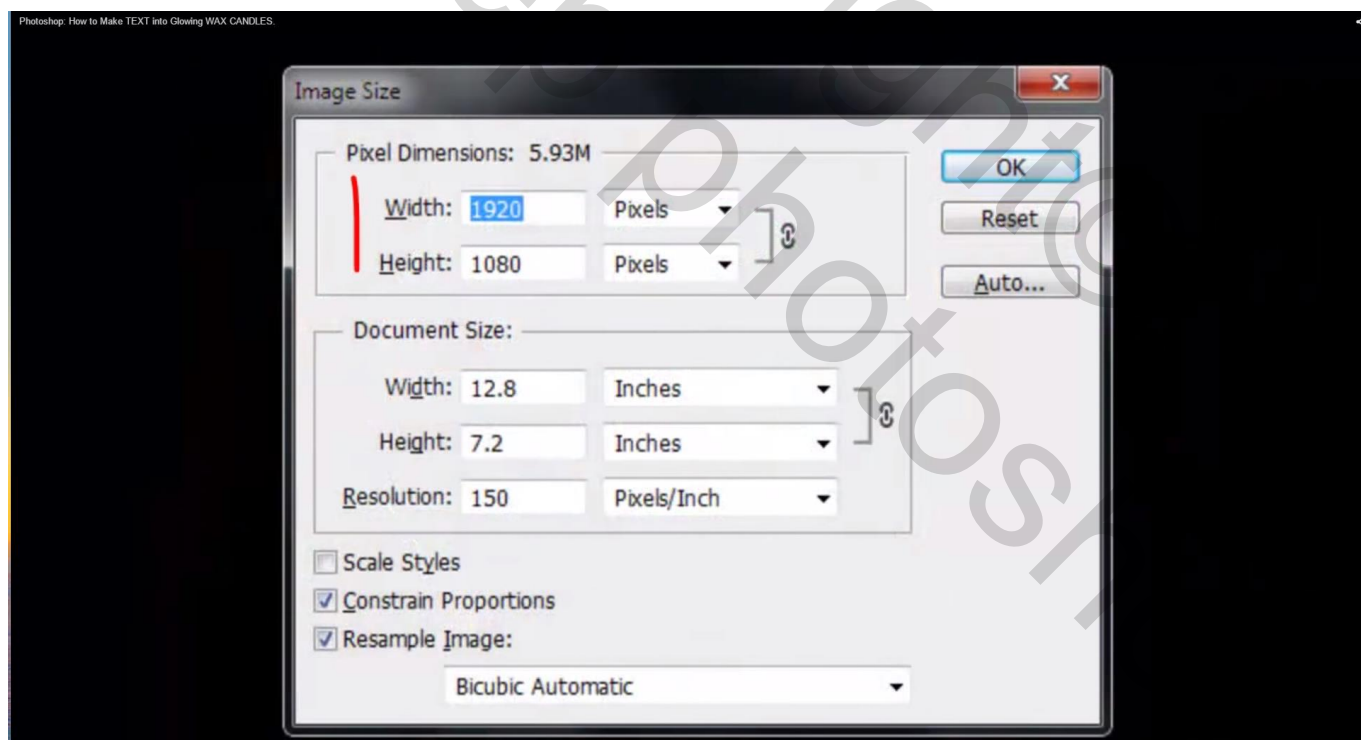 Photoshop: How to Make TEXT into Glowing WAX CANDLES.
Image Size
Pixel Dimensions: 5.93M
OK
Width: 1920 Pixels
Reset
Height: 1080 Pixels
Auto...
Document Size:
Width: 12.8 Inches
Height: 7.2 Inches
Resolution: 150 Pixels/Inch
Scale Styles
Constrain Proportions
Resample Image:
Bicubic Automatic